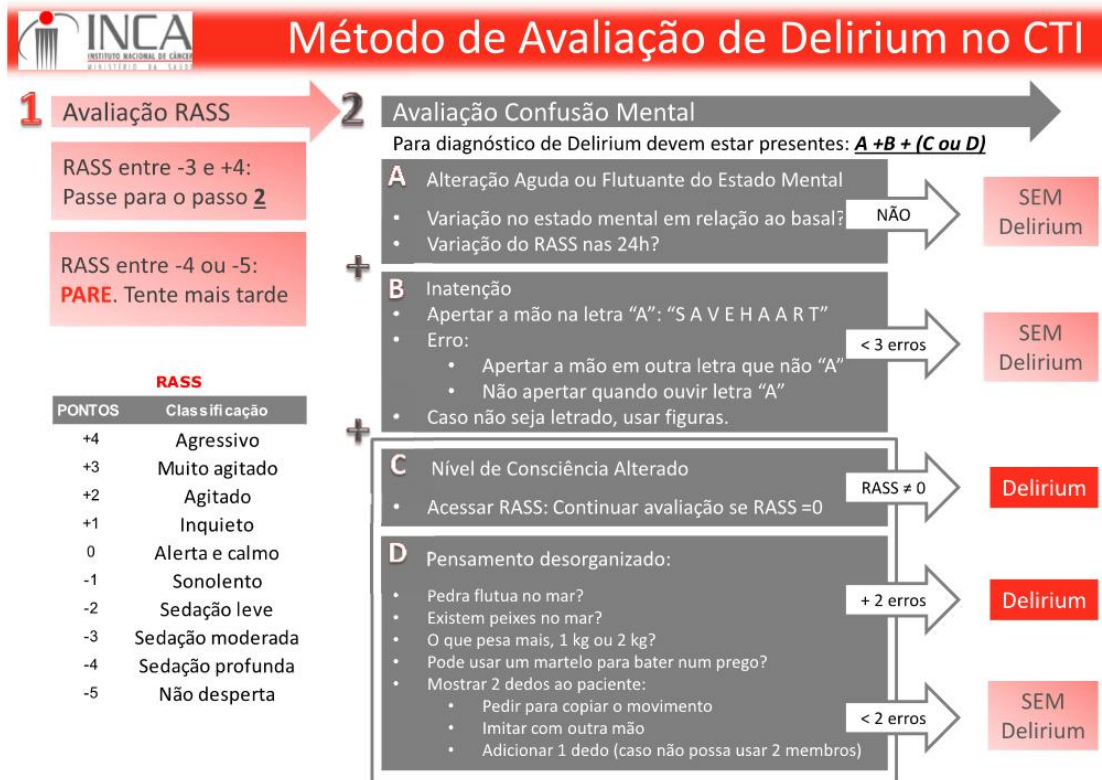 INCA
INSTITUTO NACIONAL DE CÂNCER
MINISTÉRIO DA SAÚDE
Método de Avaliação de Delirium no CTI
1 Avaliação RASS
RASS entre -3 e +4:
Passe para o passo 2
RASS entre -4 ou -5:
PARE. Tente mais tarde
RASS
PONTOS Classificação
+4 Agressivo
+3 Muito agitado
+2 Agitado
+1 Inquieto
0 Alerta e calmo
-1 Sonolento
-2 Sedação leve
-3 Sedação moderada
-4 Sedação profunda
-5 Não desperta
2 Avaliação Confusão Mental
Para diagnóstico de Delirium devem estar presentes: A +B + (C ou D)
A Alteração Aguda ou Flutuante do Estado Mental
• Variação no estado mental em relação ao basal?
• Variação do RASS nas 24h?
NÃO
SEM
Delirium
+
B Inatenção
• Apertar a mão na letra “A”: “S A V E H A A R T”
• Erro:
• Apertar a mão em outra letra que não “A”
• Não apertar quando ouvir letra “A”
• Caso não seja letrado, usar figuras.
< 3 erros
SEM
Delirium
+
C Nível de Consciência Alterado
• Acessar RASS: Continuar avaliação se RASS =0
RASS ≠ 0
Delirium
D Pensamento desorganizado:
• Pedra flutua no mar?
• Existem peixes no mar?
• O que pesa mais, 1 kg ou 2 kg?
• Pode usar um martelo para bater num prego?
• Mostrar 2 dedos ao paciente:
• Pedir para copiar o movimento
• Imitar com outra mão
• Adicionar 1 dedo (caso não possa usar 2 membros)
+ 2 erros
Delirium
< 2 erros
SEM
Delirium